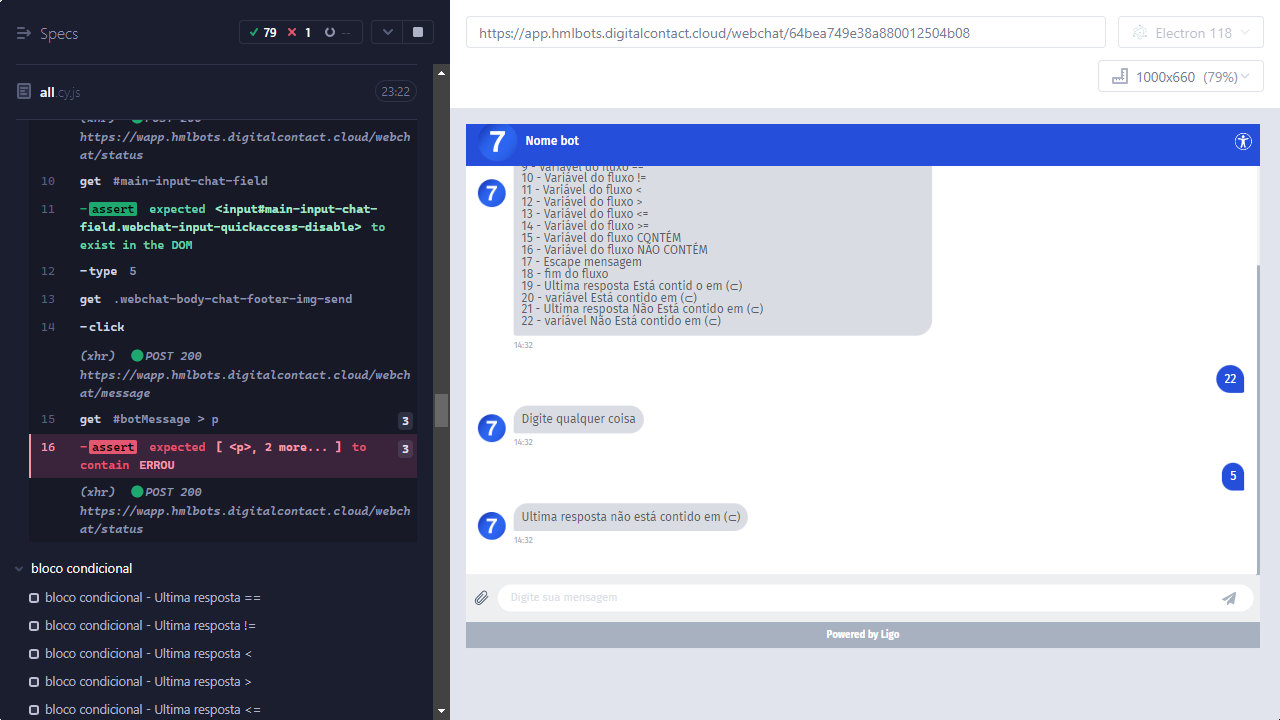 Specs
79
1
--
all.cy.js
23:22
(xhr) POST 200
https://wapp.hmlbots.digitalcontact.cloud/webch
at/status
10 get #main-input-chat-field
11 -assert expected <input#main-input-chat-
field.webchat-input-quickaccess-disable> to
exist in the DOM
12 -type 5
13 get .webchat-body-chat-footer-img-send
14 -click
(xhr) POST 200
https://wapp.hmlbots.digitalcontact.cloud/webch
at/message
15 get #botMessage > p 3
16 -assert expected [ <p>, 2 more... ] to 3
contain ERROU
(xhr) POST 200
https://wapp.hmlbots.digitalcontact.cloud/webch
at/status
bloco condicional
bloco condicional - Ultima resposta ==
bloco condicional - Ultima resposta !=
bloco condicional - Ultima resposta <
bloco condicional - Ultima resposta >
bloco condicional - Ultima resposta <=
https://app.hmlbots.digitalcontact.cloud/webchat/64bea749e38a880012504b08
Electron 118
1000x660 (79%)
7 Nome bot
9 - Variável do fluxo ==
10 - Variável do fluxo !=
7
11 - Variável do fluxo <
12 - Variável do fluxo >
13 - Variável do fluxo <=
14 - Variável do fluxo >=
15 - Variável do fluxo CONTÉM
16 - Variável do fluxo NÃO CONTÉM
17 - Escape mensagem
18 - fim do fluxo
19 - Ultima resposta Está contid o em (⊂)
20 - variável Está contido em (⊂)
21 - Ultima resposta Não Está contido em (⊂)
22 - variável Não Está contido em (⊂)
14:32
22
7 Digite qualquer coisa
14:32
5
7 Ultima resposta não está contido em (⊂)
14:32
Digite sua mensagem
Powered by Ligo